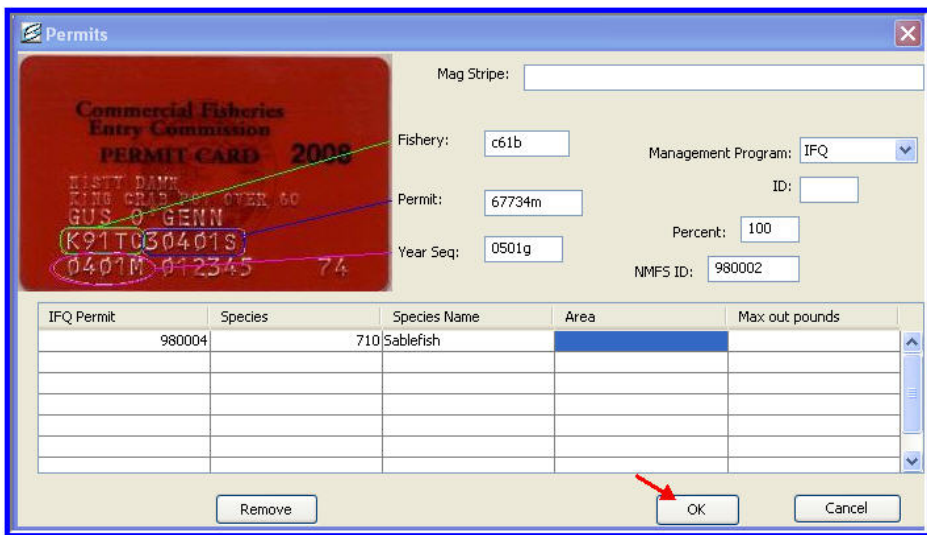 Permits
Mag Stripe:
Commercial Fisheries
Entry Commission
PERMIT CARD 2008
MISTY DAWN
KING CRAB POT OVER 60
GUS O GENN
K91TC30401S
0401M 012345 74
Fishery: c61b
Management Program: IFQ
Permit: 67734m
ID:
Percent: 100
Year Seq: 0501g
NMFS ID: 980002
IFQ Permit Species Species Name Area Max out pounds
980004 710 Sablefish
Remove OK Cancel